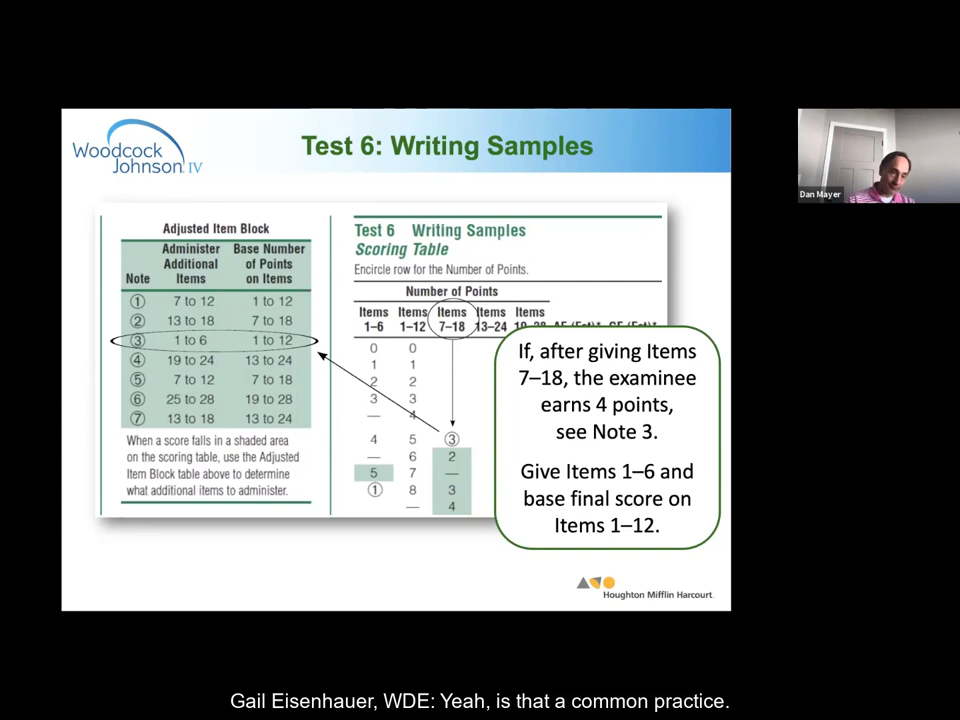 Woodcock
Johnson IV
Test 6: Writing Samples
Dan Mayer
Adjusted Item Block
Note Administer Additional Items Base Number of Points on Items
① 7 to 12 1 to 12
② 13 to 18 7 to 18
③ 1 to 6 1 to 12
④ 19 to 24 13 to 24
⑤ 7 to 12 7 to 18
⑥ 25 to 28 19 to 28
⑦ 13 to 18 13 to 24
When a score falls in a shaded area
on the scoring table, use the Adjusted
Item Block table above to determine
what additional items to administer.
Test 6 Writing Samples
Scoring Table
Encircle row for the Number of Points.
Number of Points
Items Items Items Items Items
1–6 1–12 7–18 13–24
0 0
1 1
2 2
3 3
— 4
4 5 ③
— 6 2
5 7 —
① 8 3
— 4
If, after giving Items
7–18, the examinee
earns 4 points,
see Note 3.
Give Items 1–6 and
base final score on
Items 1–12.
Houghton Mifflin Harcourt
Gail Eisenhauer, WDE: Yeah, is that a common practice.